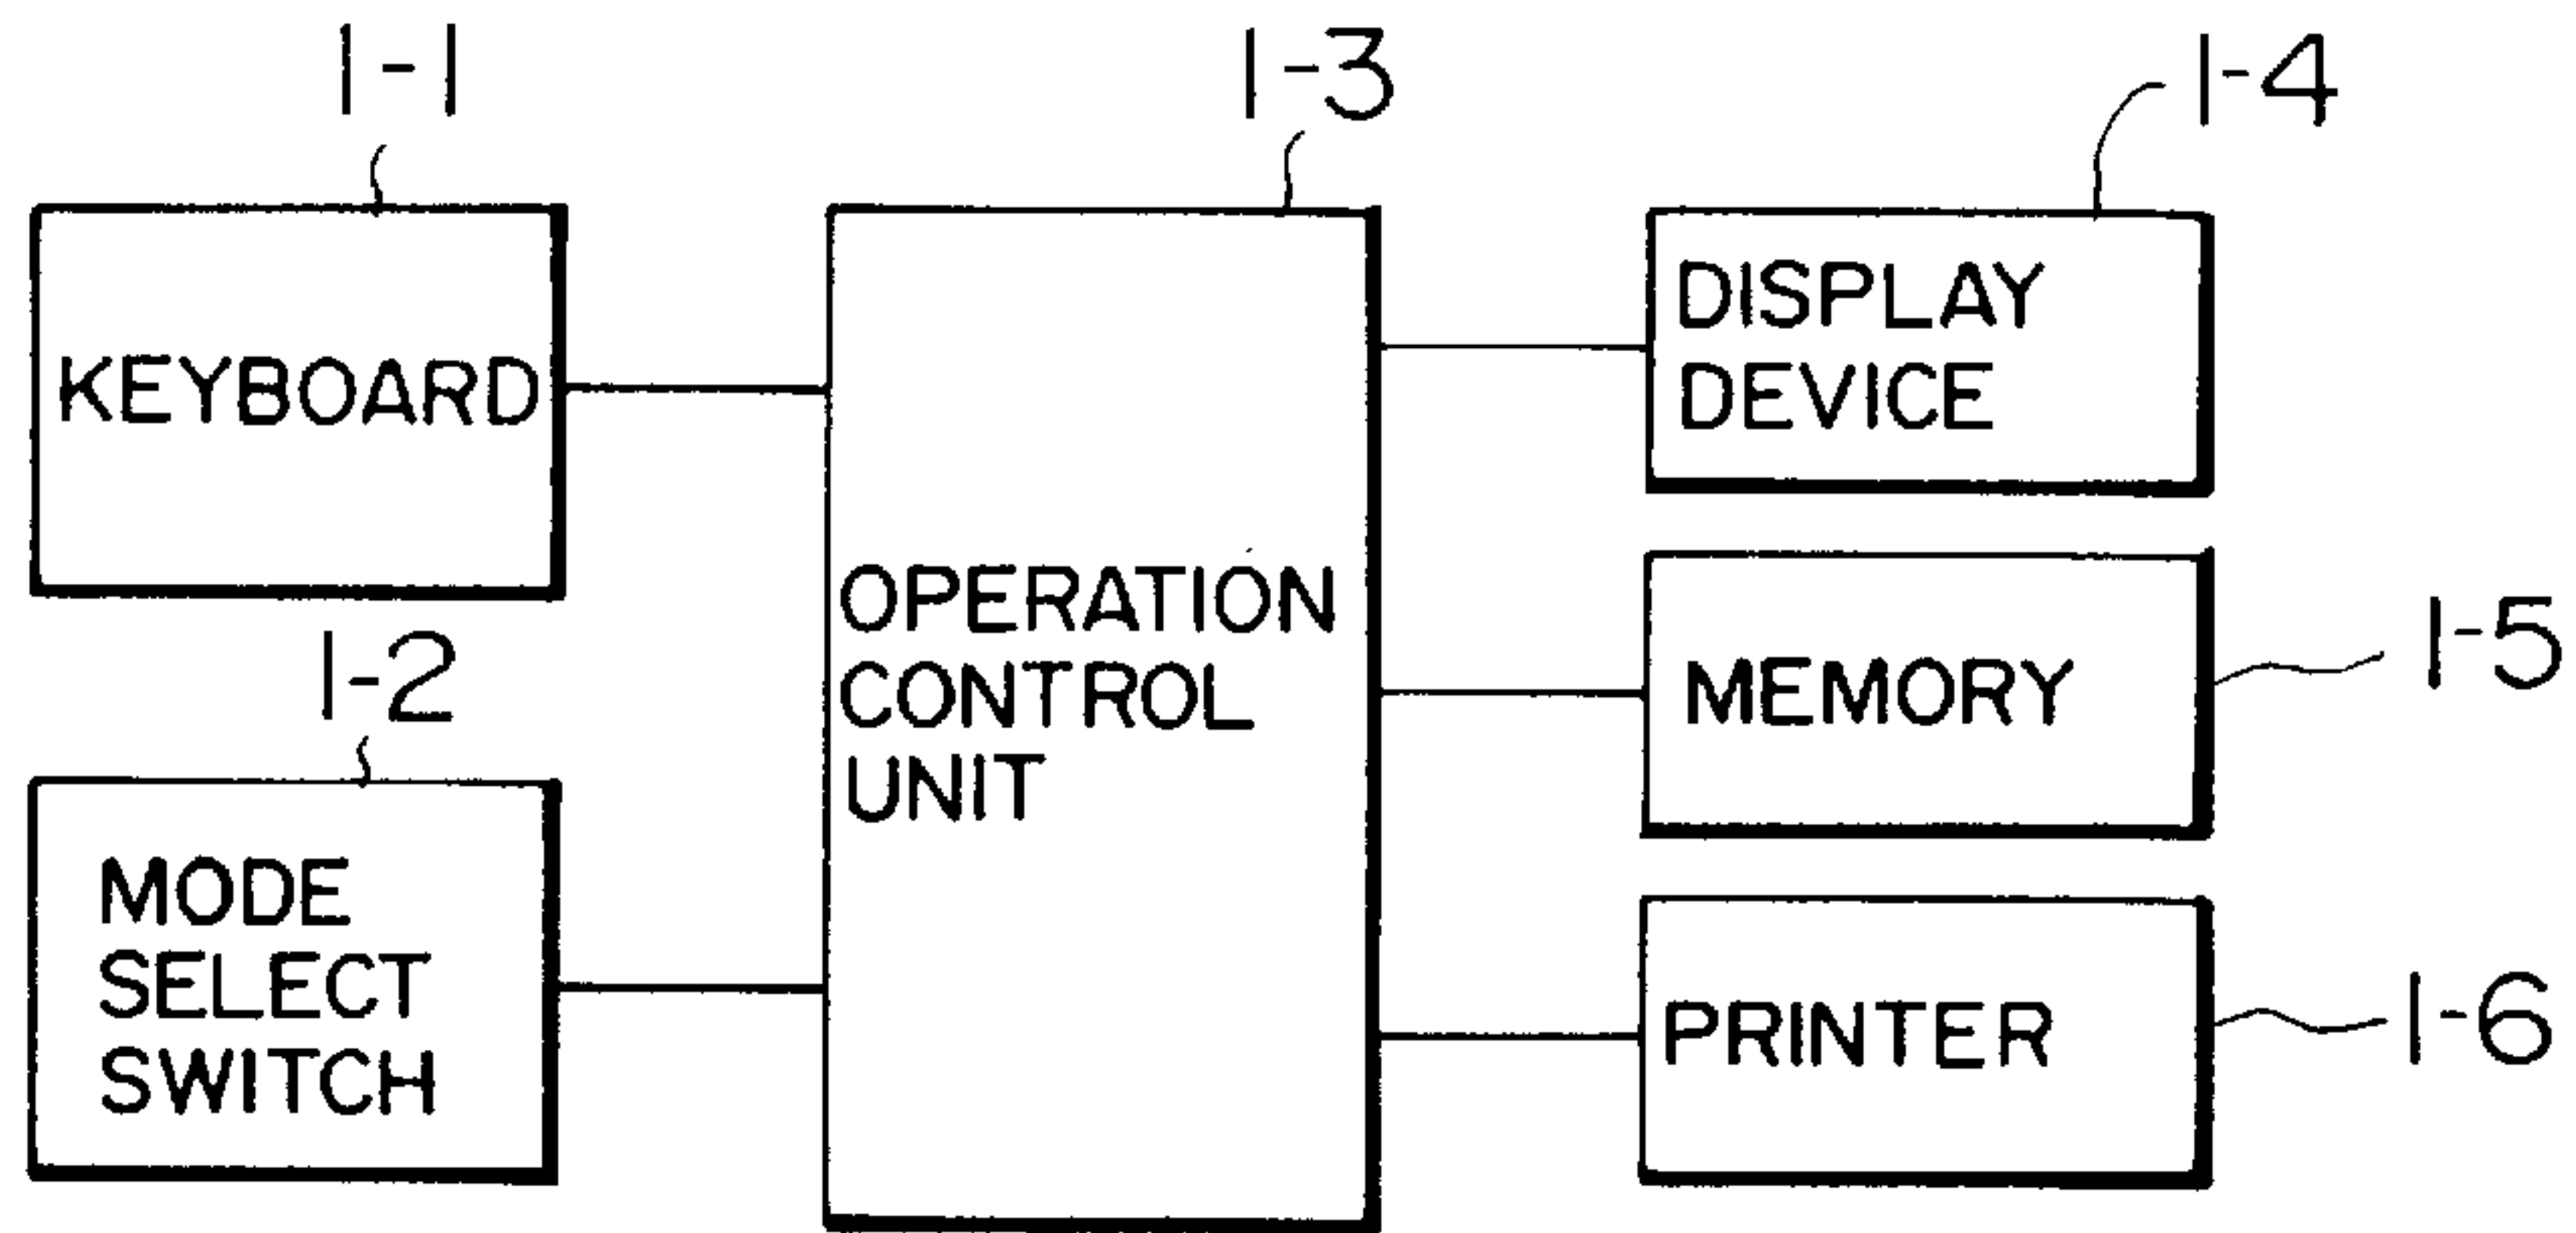 1-1
KEYBOARD
1-2
MODE
SELECT
SWITCH
1-3
OPERATION
CONTROL
UNIT
1-4
DISPLAY
DEVICE
1-5
MEMORY
1-6
PRINTER